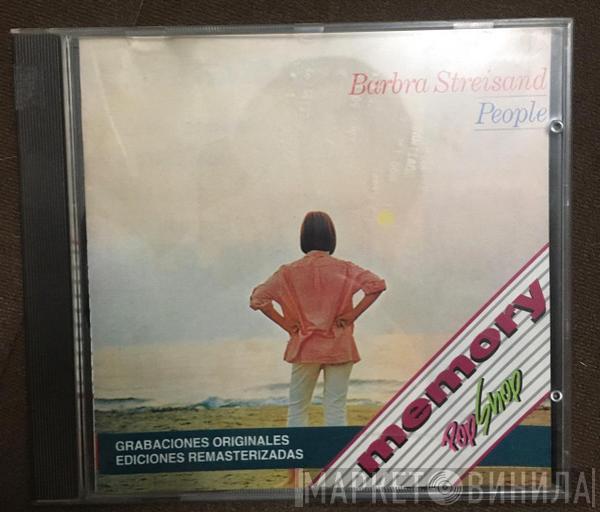 Barbra Streisand
People
memory
Pop Shop
GRABACIONES ORIGINALES
EDICIONES REMASTERIZADAS
МАРКЕТ ВИНИЛА